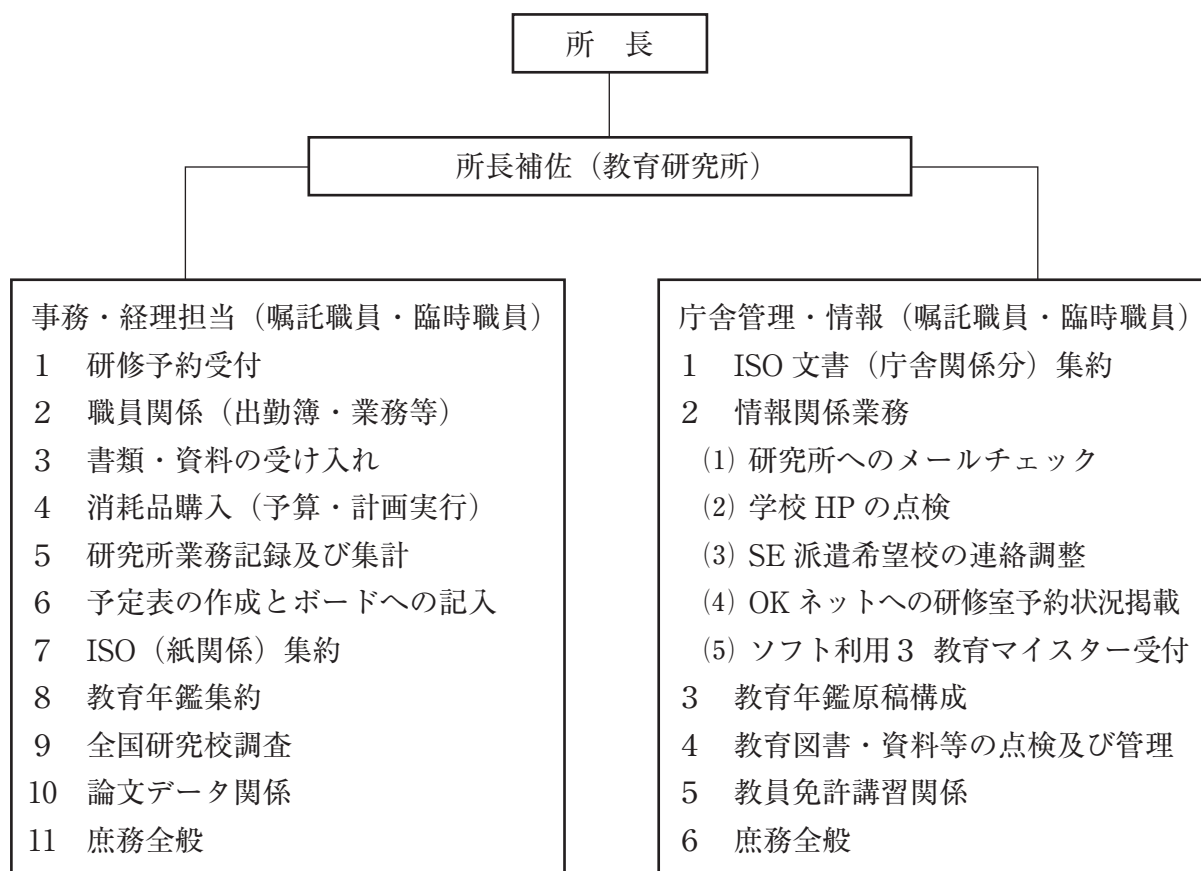 所 長
所長補佐（教育研究所）
事務・経理担当（嘱託職員・臨時職員）
1 研修予約受付
2 職員関係（出勤簿・業務等）
3 書類・資料の受け入れ
4 消耗品購入（予算・計画実行）
5 研究所業務記録及び集計
6 予定表の作成とボードへの記入
7 ISO（紙関係）集約
8 教育年鑑集約
9 全国研究校調査
10 論文データ関係
11 庶務全般
庁舎管理・情報（嘱託職員・臨時職員）
1 ISO 文書（庁舎関係分）集約
2 情報関係業務
⑴ 研究所へのメールチェック
⑵ 学校 HP の点検
⑶ SE 派遣希望校の連絡調整
⑷ OK ネットへの研修室予約状況掲載
⑸ ソフト利用３ 教育マイスター受付
3 教育年鑑原稿構成
4 教育図書・資料等の点検及び管理
5 教員免許講習関係
6 庶務全般